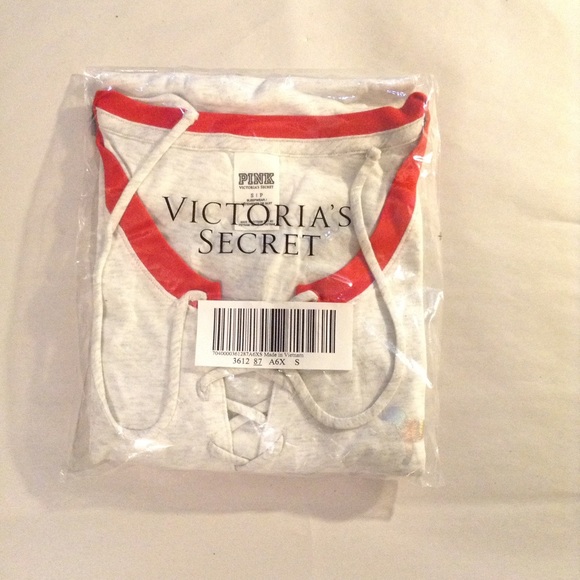 PINK
VICTORIA'S SECRET
S | P
VICTORIA'S
SECRET
Made in Vietnam
3612 87 A6X S